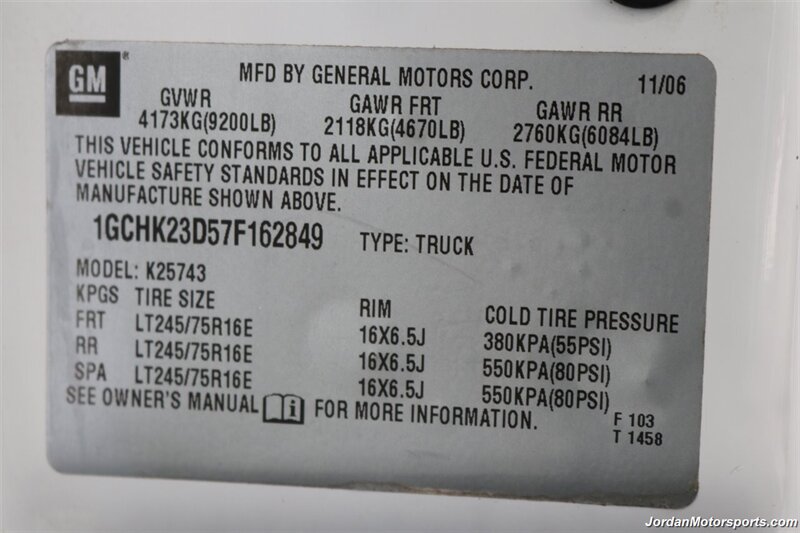 GM ®
MFD BY GENERAL MOTORS CORP. 11/06
GVWR GAWR FRT GAWR RR
4173KG(9200LB) 2118KG(4670LB) 2760KG(6084LB)
THIS VEHICLE CONFORMS TO ALL APPLICABLE U.S. FEDERAL MOTOR
VEHICLE SAFETY STANDARDS IN EFFECT ON THE DATE OF
MANUFACTURE SHOWN ABOVE.
1GCHK23D57F162849 TYPE: TRUCK
MODEL: K25743
KPGS TIRE SIZE RIM COLD TIRE PRESSURE
FRT LT245/75R16E 16X6.5J 380KPA(55PSI)
RR LT245/75R16E 16X6.5J 550KPA(80PSI)
SPA LT245/75R16E 16X6.5J 550KPA(80PSI)
SEE OWNER'S MANUAL i FOR MORE INFORMATION.
F 103
T 1458
JordanMotorsports.com